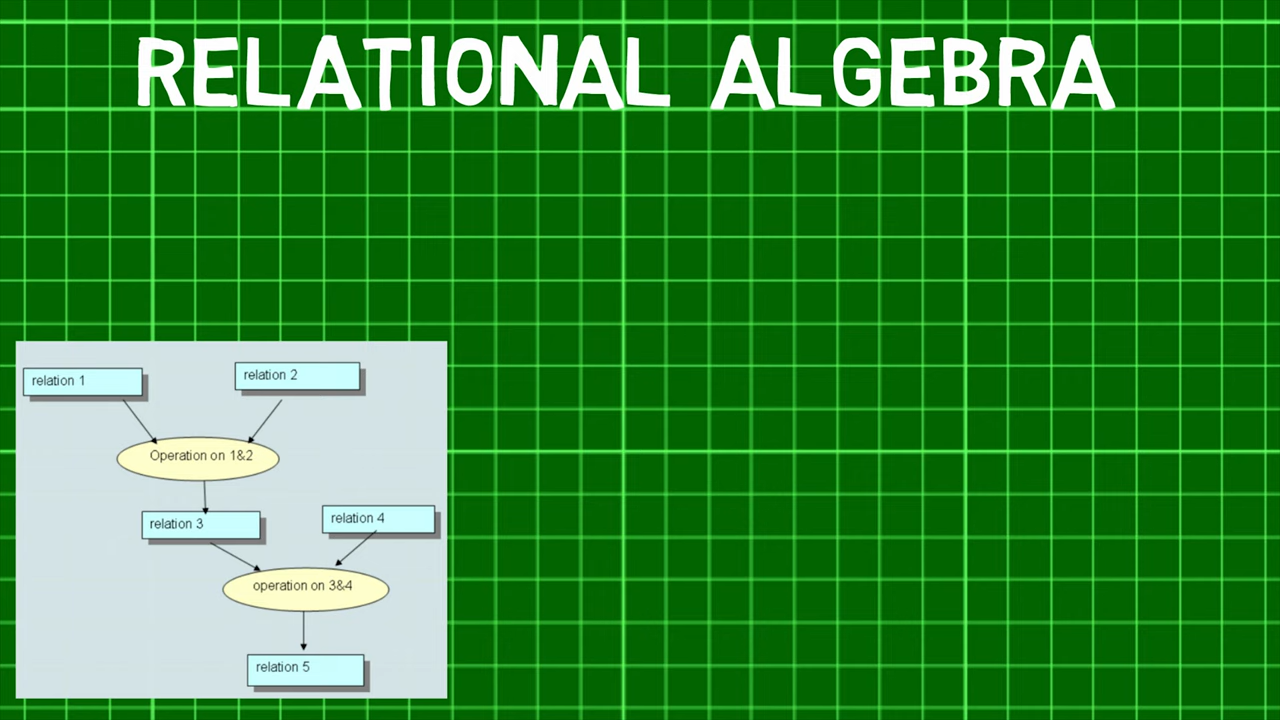 RELATIONAL ALGEBRA
relation 1
relation 2
Operation on 1&2
relation 3
relation 4
operation on 3&4
relation 5